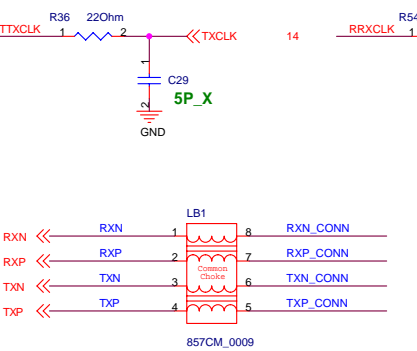 R36 22Ohm R54
TTXCLK 1 2 TXCLK 14 RRXCLK 1
1
C29
5P_X
2
GND
LB1
RXN RXN 1 8 RXN_CONN
RXP RXP 2 7 RXP_CONN
Common
Choke
TXN TXN 3 6 TXN_CONN
TXP TXP 4 5 TXP_CONN
857CM_0009